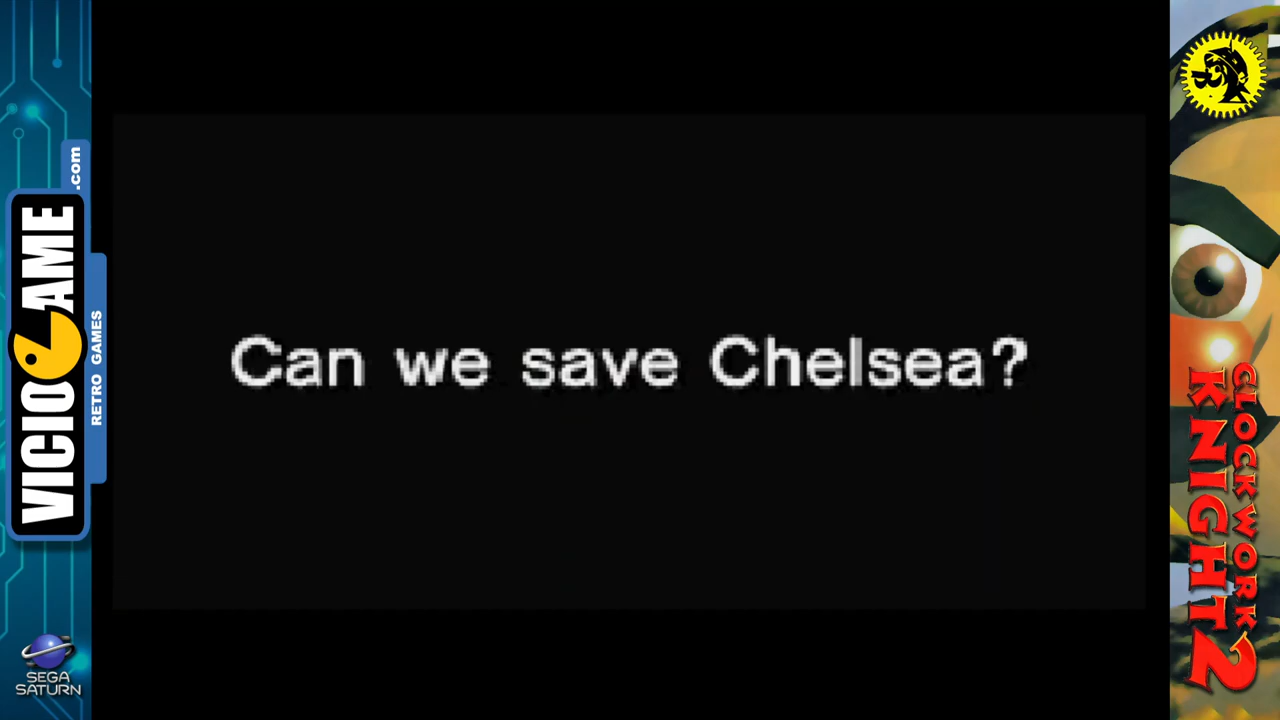 VICIOGAME
.com
RETRO GAMES
SEGA
SATURN
Can we save Chelsea?
CLOCKWORK
KNIGHT 2